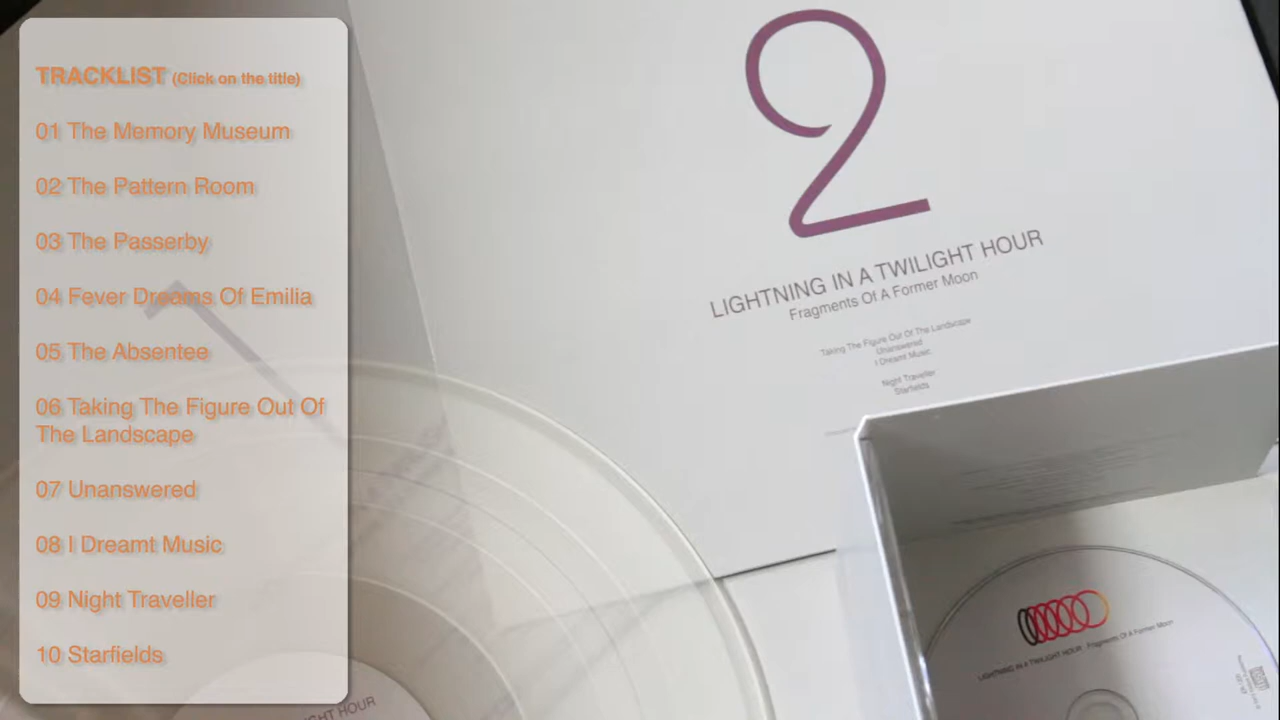 TRACKLIST (Click on the title)
01 The Memory Museum
02 The Pattern Room
03 The Passerby
04 Fever Dreams Of Emilia
05 The Absentee
06 Taking The Figure Out Of
The Landscape
07 Unanswered
08 I Dreamt Music
09 Night Traveller
10 Starfields
1
2
LIGHTNING IN A TWILIGHT HOUR
Fragments Of A Former Moon
Taking The Figure Out Of The Landscape
Unanswered
I Dreamt Music
Night Traveller
Starfields
LIGHTNING IN A TWILIGHT HOUR Fragments Of A Former Moon
HOUR